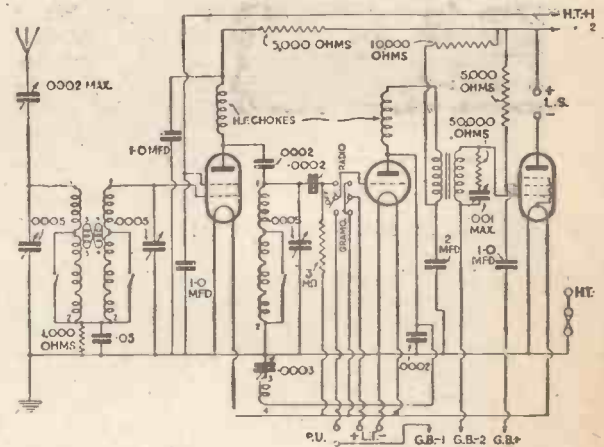 H.T.+1
+ 2
5,000 OHMS
10,000 OHMS
.0002 MAX.
5,000 OHMS
+
L.S.
-
H.F. CHOKES
50,000 OHMS
1.0 MFD
.0002
.0002
RADIO
.0005
.0005
.0005
GRAMO.
.001 MAX.
2 MFD
1.0 MFD
1.0 MFD
H.T.-
1,000 OHMS
.05
MΩ
.0003
.0002
P.U.
+ L.T. -
G.B.-1
G.B.-2
G.B.+